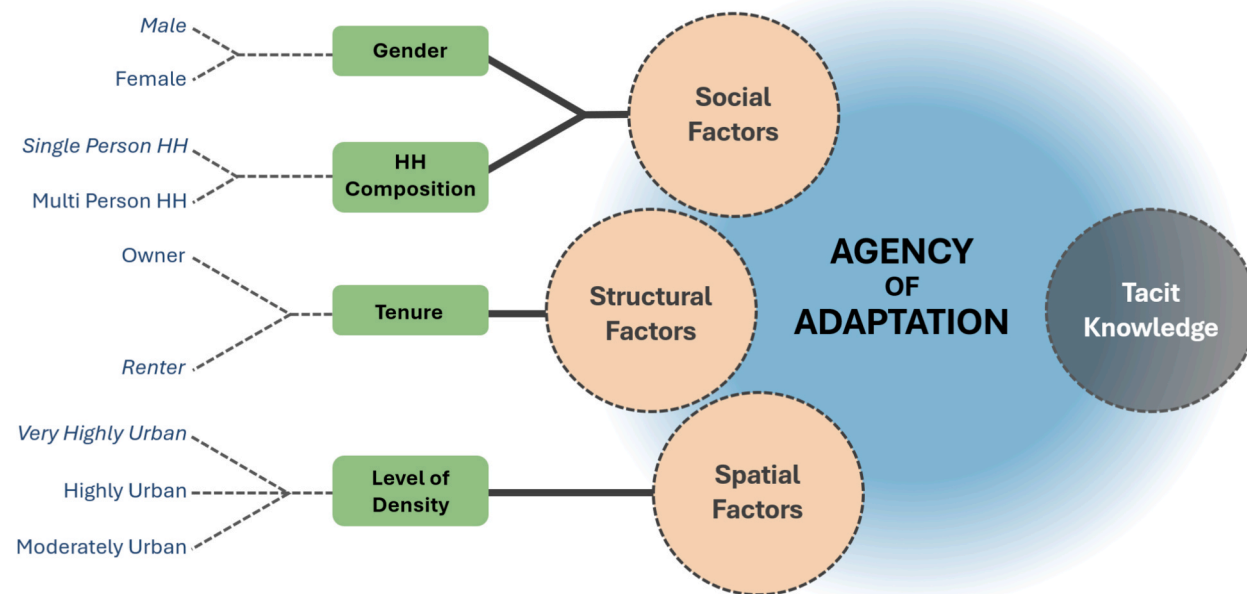 Male
Female
Gender
Single Person HH
Multi Person HH
HH
Composition
Social
Factors
Owner
Renter
Tenure
Structural
Factors
Very Highly Urban
Highly Urban
Moderately Urban
Level of
Density
Spatial
Factors
AGENCY
OF
ADAPTATION
Tacit
Knowledge